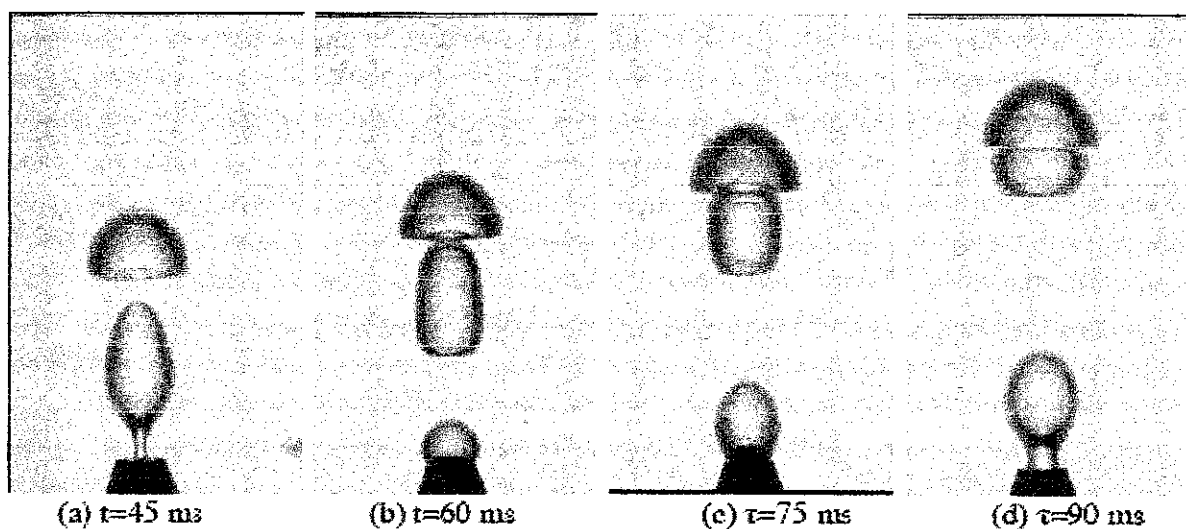 (a) t=45 ms
(b) t=60 ms
(c) τ=75 ms
(d) τ=90 ms